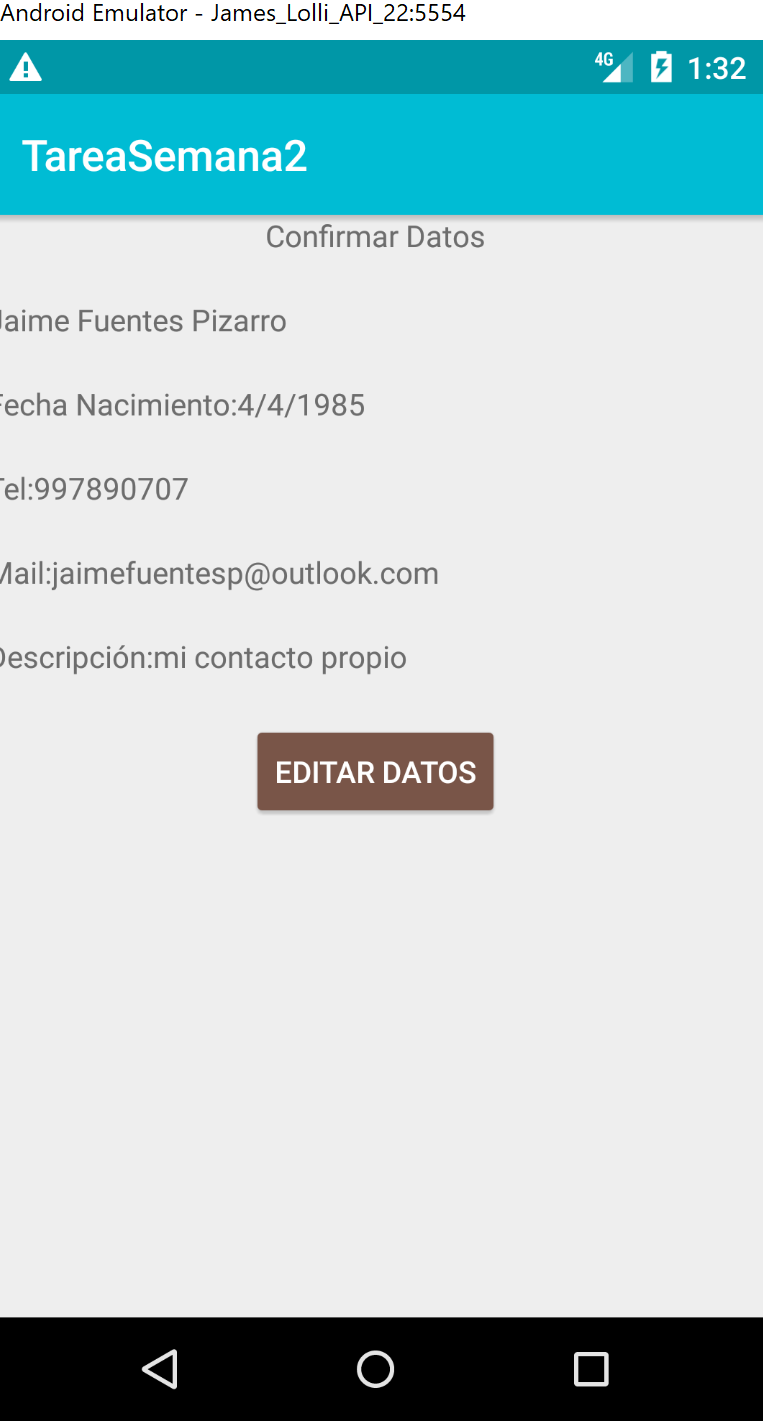 Android Emulator - James_Lolli_API_22:5554
4G 1:32
TareaSemana2
Confirmar Datos
Jaime Fuentes Pizarro
Fecha Nacimiento:4/4/1985
Tel:997890707
Mail:jaimefuentesp@outlook.com
Descripción:mi contacto propio
EDITAR DATOS